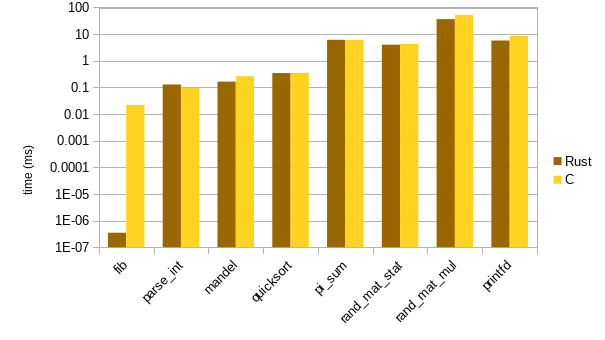 100
10
1
0.1
0.01
0.001
0.0001
1E-05
1E-06
1E-07
time (ms)
fib
parse_int
mandel
quicksort
pi_sum
rand_mat_stat
rand_mat_mul
printfd
Rust
C